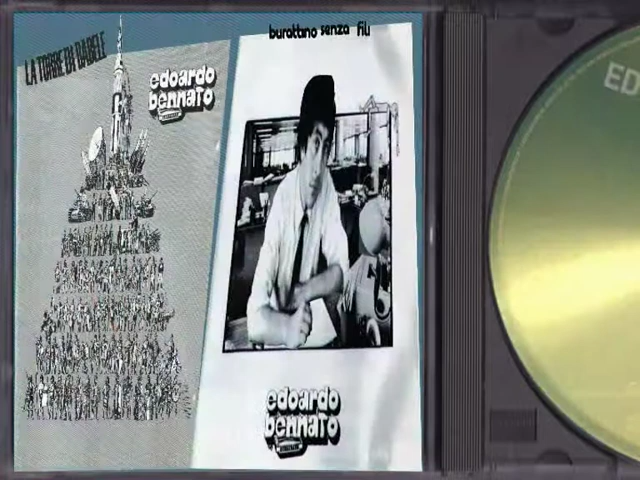 LA TORRE DI BABELE
edoardo
bennato
burattino senza fili
edoardo
bennato
ED